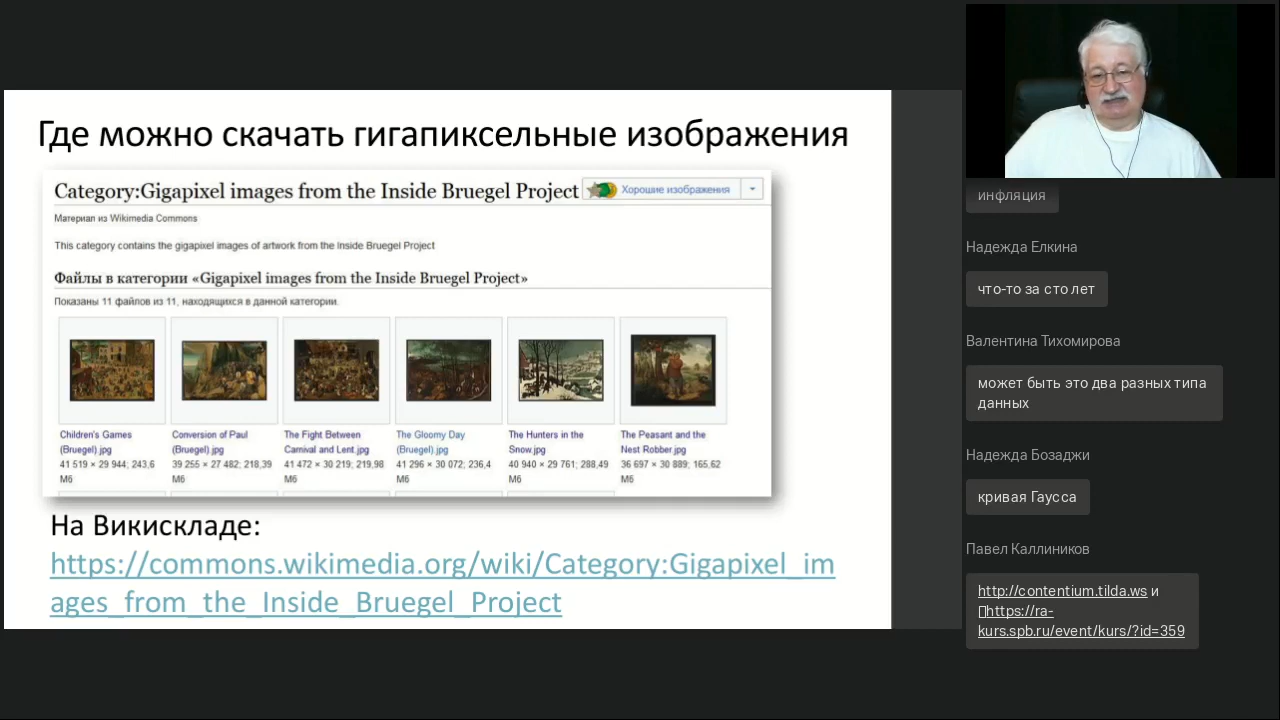 Где можно скачать гигапиксельные изображения
Category:Gigapixel images from the Inside Bruegel Project
Хорошие изображения
Материал из Wikimedia Commons
This category contains the gigapixel images of artwork from the Inside Bruegel Project
Файлы в категории «Gigapixel images from the Inside Bruegel Project»
Показаны 11 файлов из 11, находящихся в данной категории.
Children's Games
(Bruegel).jpg
41 519 × 29 944; 243,6
Мб
Conversion of Paul
(Bruegel).jpg
39 255 × 27 482; 218,39
Мб
The Fight Between
Carnival and Lent.jpg
41 472 × 30 219; 219,98
Мб
The Gloomy Day
(Bruegel).jpg
41 296 × 30 072; 236,4
Мб
The Hunters in the
Snow.jpg
40 940 × 29 761; 288,49
Мб
The Peasant and the
Nest Robber.jpg
36 697 × 30 889; 165,62
Мб
На Викискладе:
https://commons.wikimedia.org/wiki/Category:Gigapixel_im
ages_from_the_Inside_Bruegel_Project
инфляция
Надежда Елкина
что-то за сто лет
Валентина Тихомирова
может быть это два разных типа
данных
Надежда Бозаджи
кривая Гаусса
Павел Каллиников
http://contentium.tilda.ws и
https://ra-
kurs.spb.ru/event/kurs/?id=359